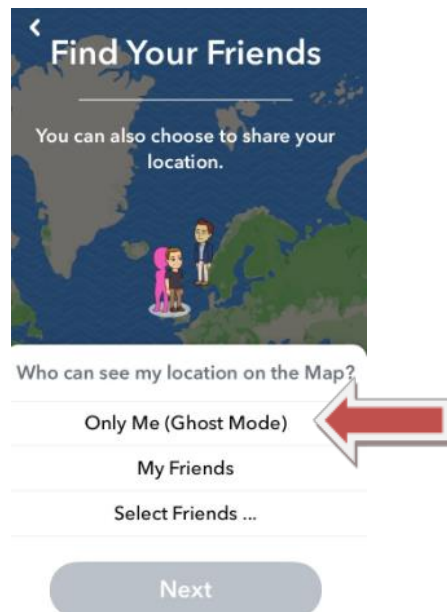 Find Your Friends
You can also choose to share your
location.
Who can see my location on the Map?
Only Me (Ghost Mode)
My Friends
Select Friends ...
Next